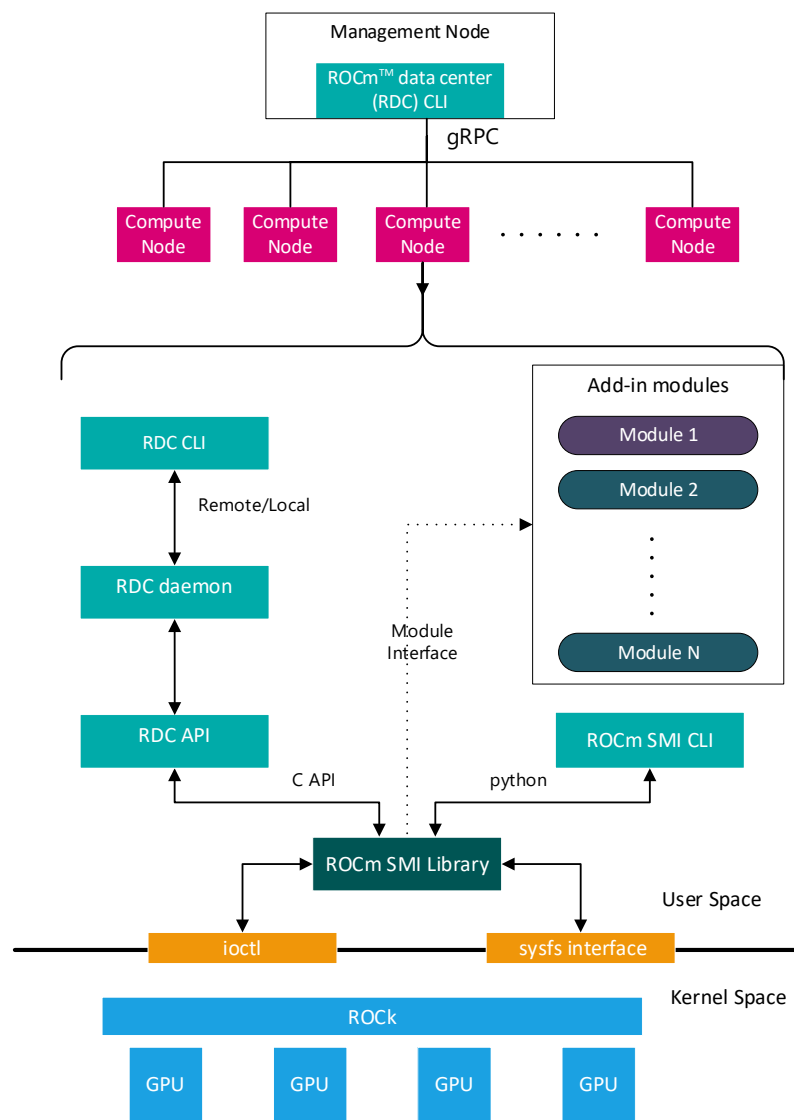 Management Node
ROCm™ data center
(RDC) CLI
gRPC
Compute
Node
Compute
Node
Compute
Node
. . . . . .
Compute
Node
Add-in modules
Module 1
Module 2
Module N
RDC CLI
Remote/Local
RDC daemon
Module
Interface
RDC API
ROCm SMI CLI
C API
python
ROCm SMI Library
User Space
ioctl
sysfs interface
Kernel Space
ROCk
GPU
GPU
GPU
GPU